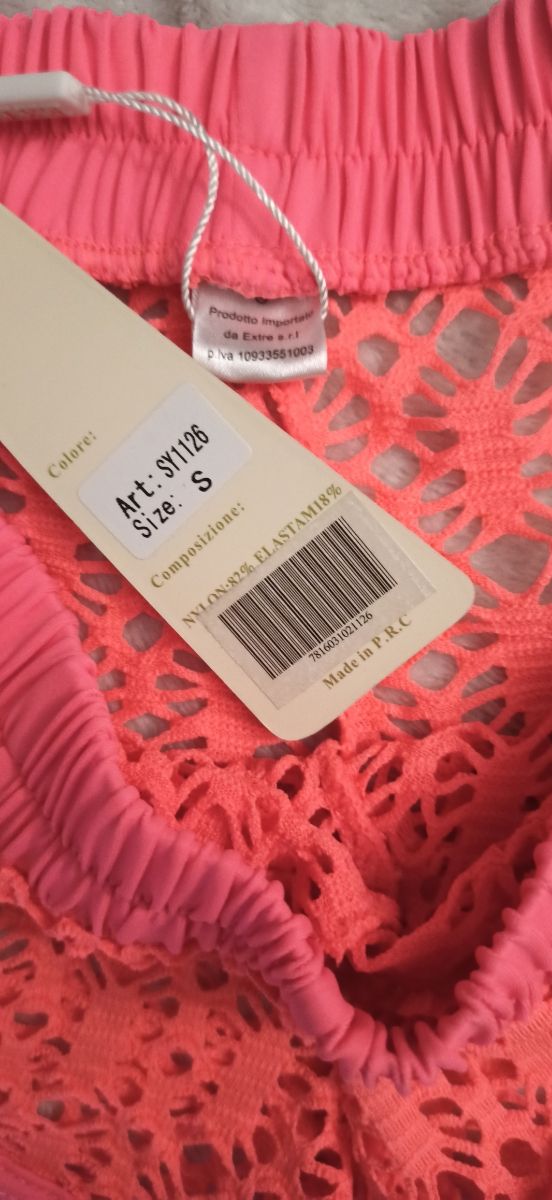 Prodotto Importato
da Extre s.r.l
p.Iva 10933551003
Colore:
Art: SY1126
Size: S
Composizione:
NYLON:82% ELASTAM18%
7816031021126
Made in P.R.C